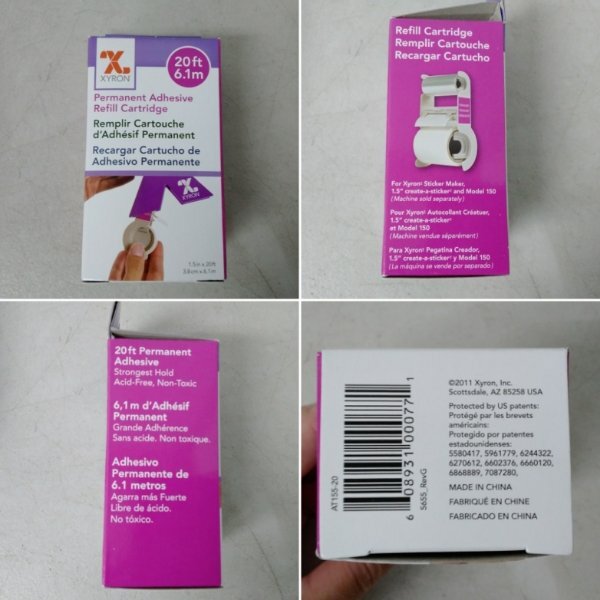 XYRON
20 ft
6.1m
Permanent Adhesive
Refill Cartridge
Remplir Cartouche
d'Adhésif Permanent
Recargar Cartucho de
Adhesivo Permanente
XYRON
1.5in x 20ft
3.8cm x 6.1m
Refill Cartridge
Remplir Cartouche
Recargar Cartucho
For Xyron® Sticker Maker,
1.5" create-a-sticker® and Model 150
(Machine sold separately)
Pour Xyron® Autocollant Créatuer,
1.5" create-a-sticker®
et Model 150
(Machine vendue séparément)
Para Xyron® Pegatina Creador,
1.5" create-a-sticker® y Model 150
(La máquina se vende por seperado)
20 ft Permanent
Adhesive
Strongest Hold
Acid-Free, Non-Toxic
6,1 m d'Adhésif
Permanent
Grande Adhérence
Sans acide. Non toxique.
Adhesivo
Permanente de
6.1 metros
Agarra más Fuerte
Libre de ácido.
No tóxico.
AT155-20
6 08931 00077 1
S655_RevG
©2011 Xyron, Inc.
Scottsdale, AZ 85258 USA
Protected by US patents:
Protégé par les brevets
américains:
Protegido por patentes
estadounidenses:
5580417, 5961779, 6244322,
6270612, 6602376, 6660120,
6868889, 7087280,
MADE IN CHINA
FABRIQUÉ EN CHINE
FABRICADO EN CHINA